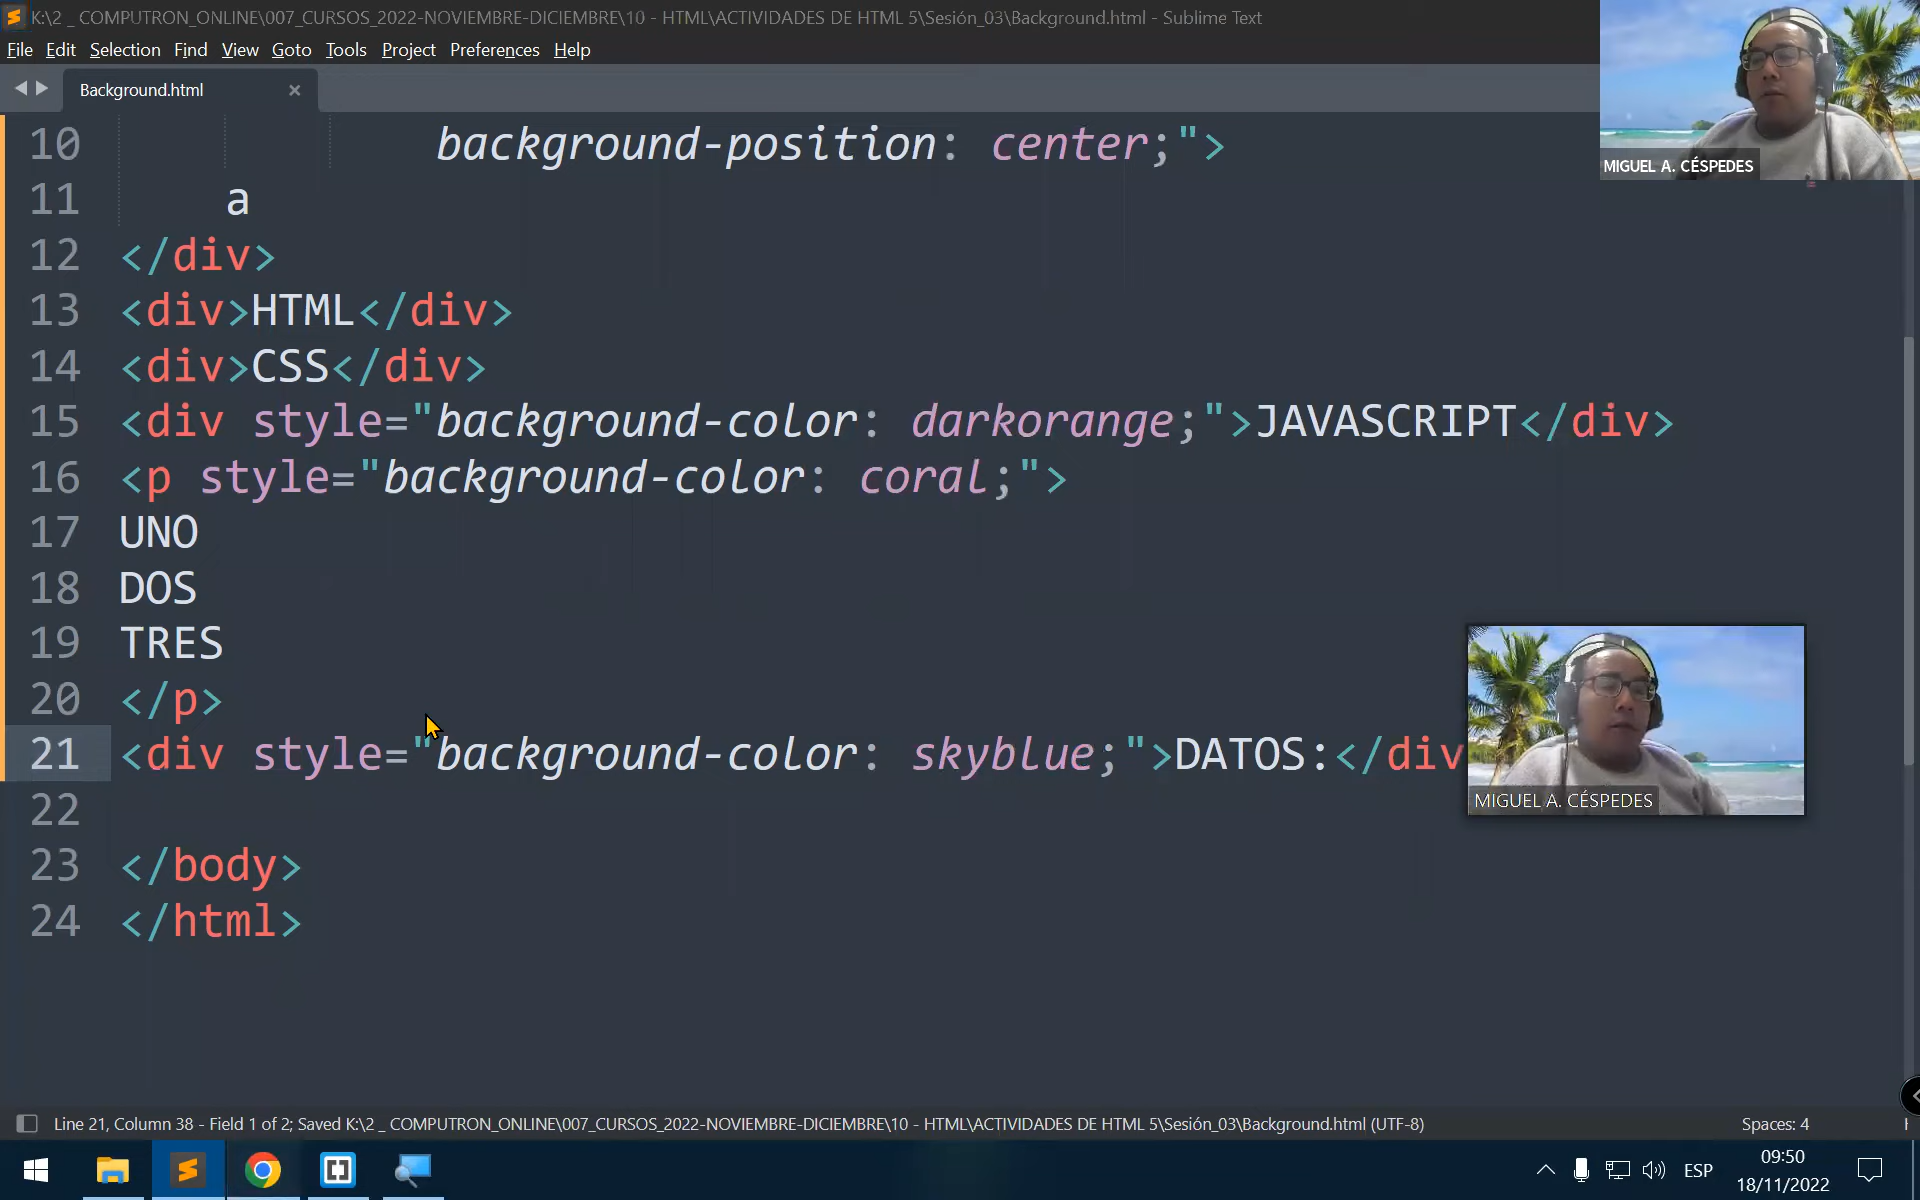 K:\2 _ COMPUTRON_ONLINE\007_CURSOS_2022-NOVIEMBRE-DICIEMBRE\10 - HTML\ACTIVIDADES DE HTML 5\Sesión_03\Background.html - Sublime Text
File Edit Selection Find View Goto Tools Project Preferences Help
Background.html
MIGUEL A. CÉSPEDES
10 background-position: center;">
11 a
12 </div>
13 <div>HTML</div>
14 <div>CSS</div>
15 <div style="background-color: darkorange;">JAVASCRIPT</div>
16 <p style="background-color: coral;">
17 UNO
18 DOS
19 TRES
20 </p>
21 <div style="background-color: skyblue;">DATOS:</div
MIGUEL A. CÉSPEDES
22
23 </body>
24 </html>
Line 21, Column 38 - Field 1 of 2; Saved K:\2 _ COMPUTRON_ONLINE\007_CURSOS_2022-NOVIEMBRE-DICIEMBRE\10 - HTML\ACTIVIDADES DE HTML 5\Sesión_03\Background.html (UTF-8) Spaces: 4
ESP
09:50
18/11/2022